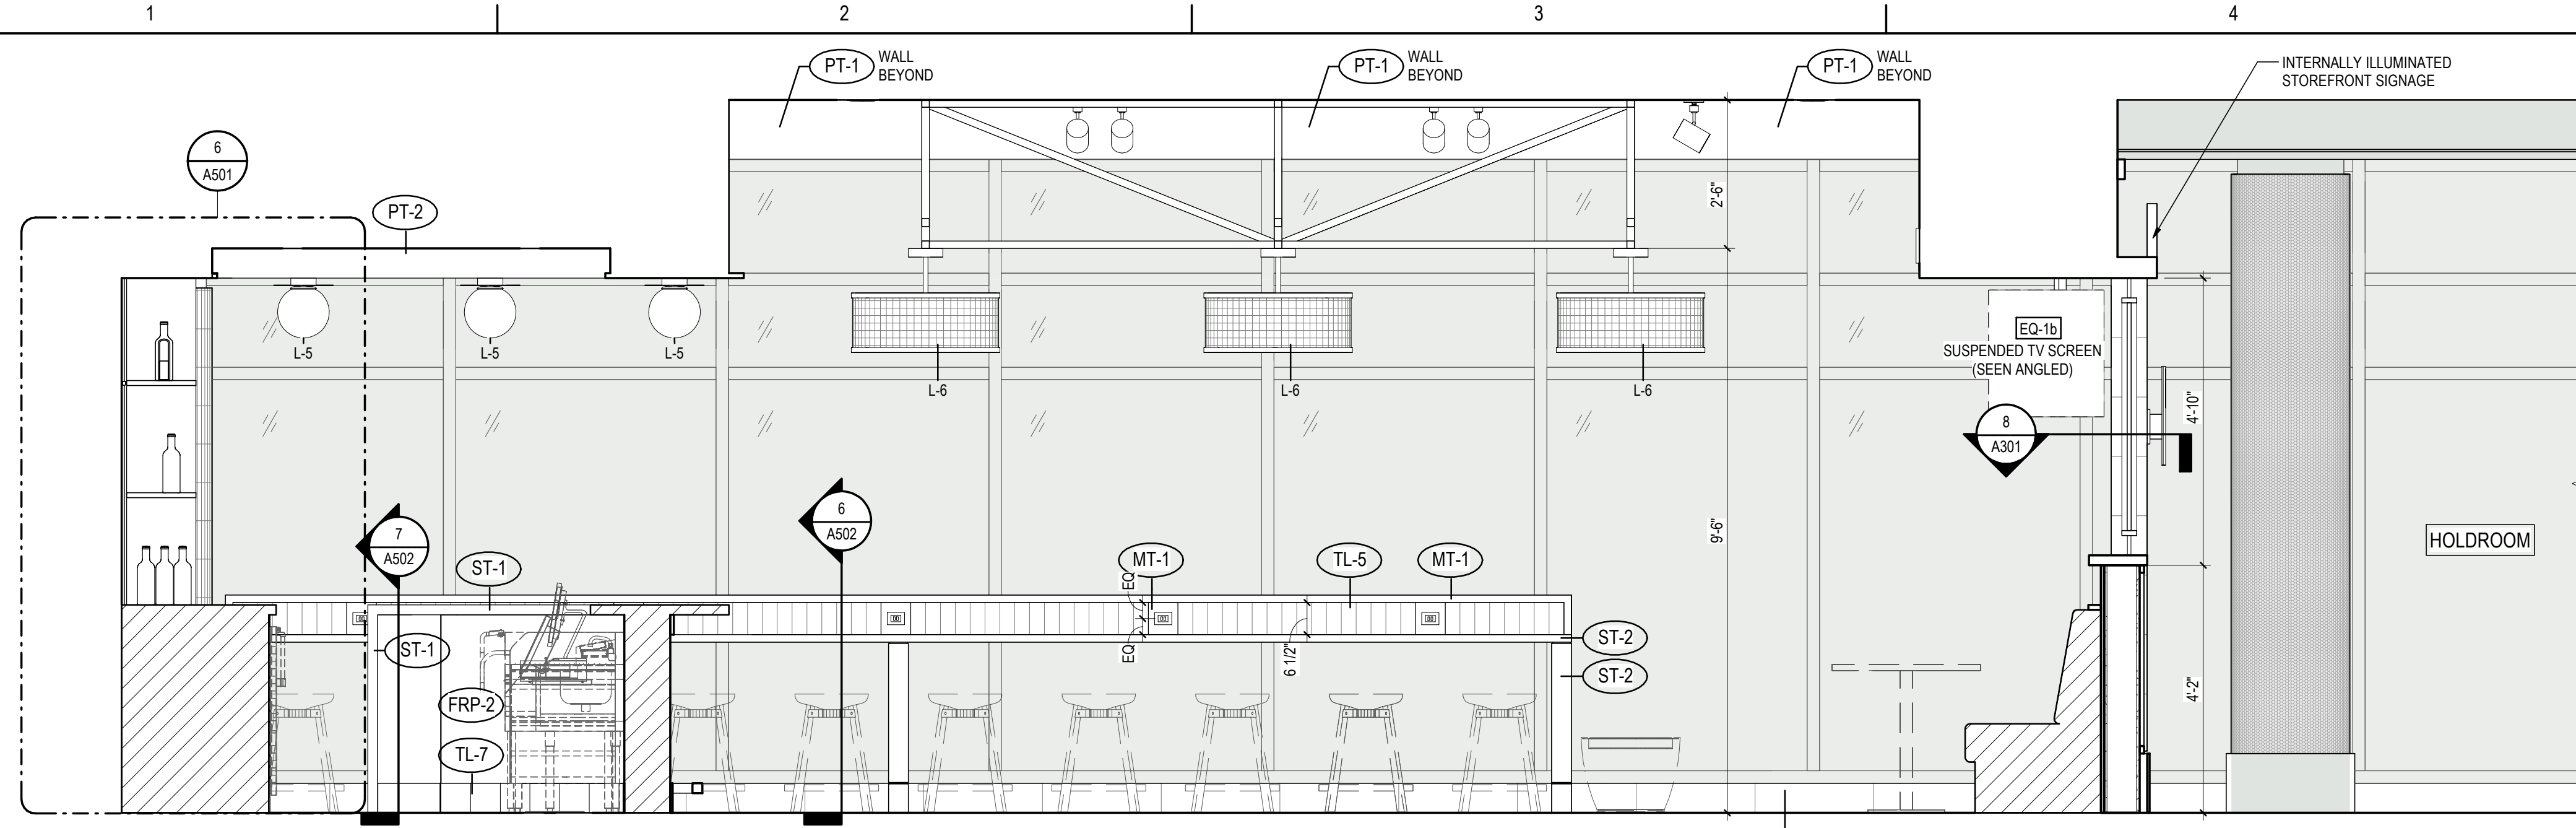 1
2
3
4
PT-1
WALL
BEYOND
PT-1
WALL
BEYOND
PT-1
WALL
BEYOND
INTERNALLY ILLUMINATED
STOREFRONT SIGNAGE
6
A501
PT-2
2'-6"
L-5
L-5
L-5
L-6
L-6
L-6
EQ-1b
SUSPENDED TV SCREEN
(SEEN ANGLED)
8
A301
4'-10"
7
A502
6
A502
9'-6"
HOLDROOM
ST-1
MT-1
TL-5
MT-1
EQ
EQ
6 1/2"
ST-1
ST-2
ST-2
FRP-2
TL-7
4'-2"